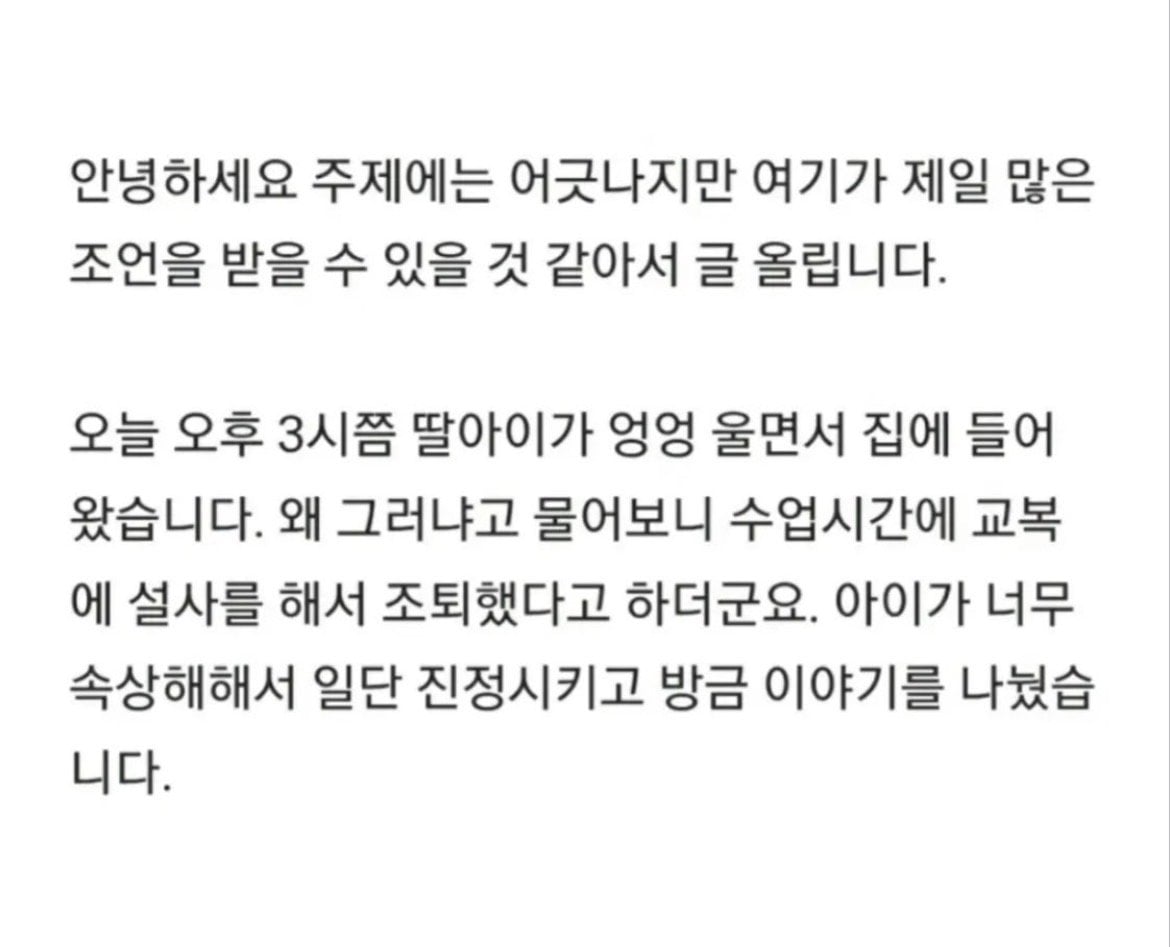 안녕하세요 주제에는 어긋나지만 여기가 제일 많은
조언을 받을 수 있을 것 같아서 글 올립니다.
오늘 오후 3시쯤 딸아이가 엉엉 울면서 집에 들어
왔습니다. 왜 그러냐고 물어보니 수업시간에 교복
에 설사를 해서 조퇴했다고 하더군요. 아이가 너무
속상해해서 일단 진정시키고 방금 이야기를 나눴습
니다.